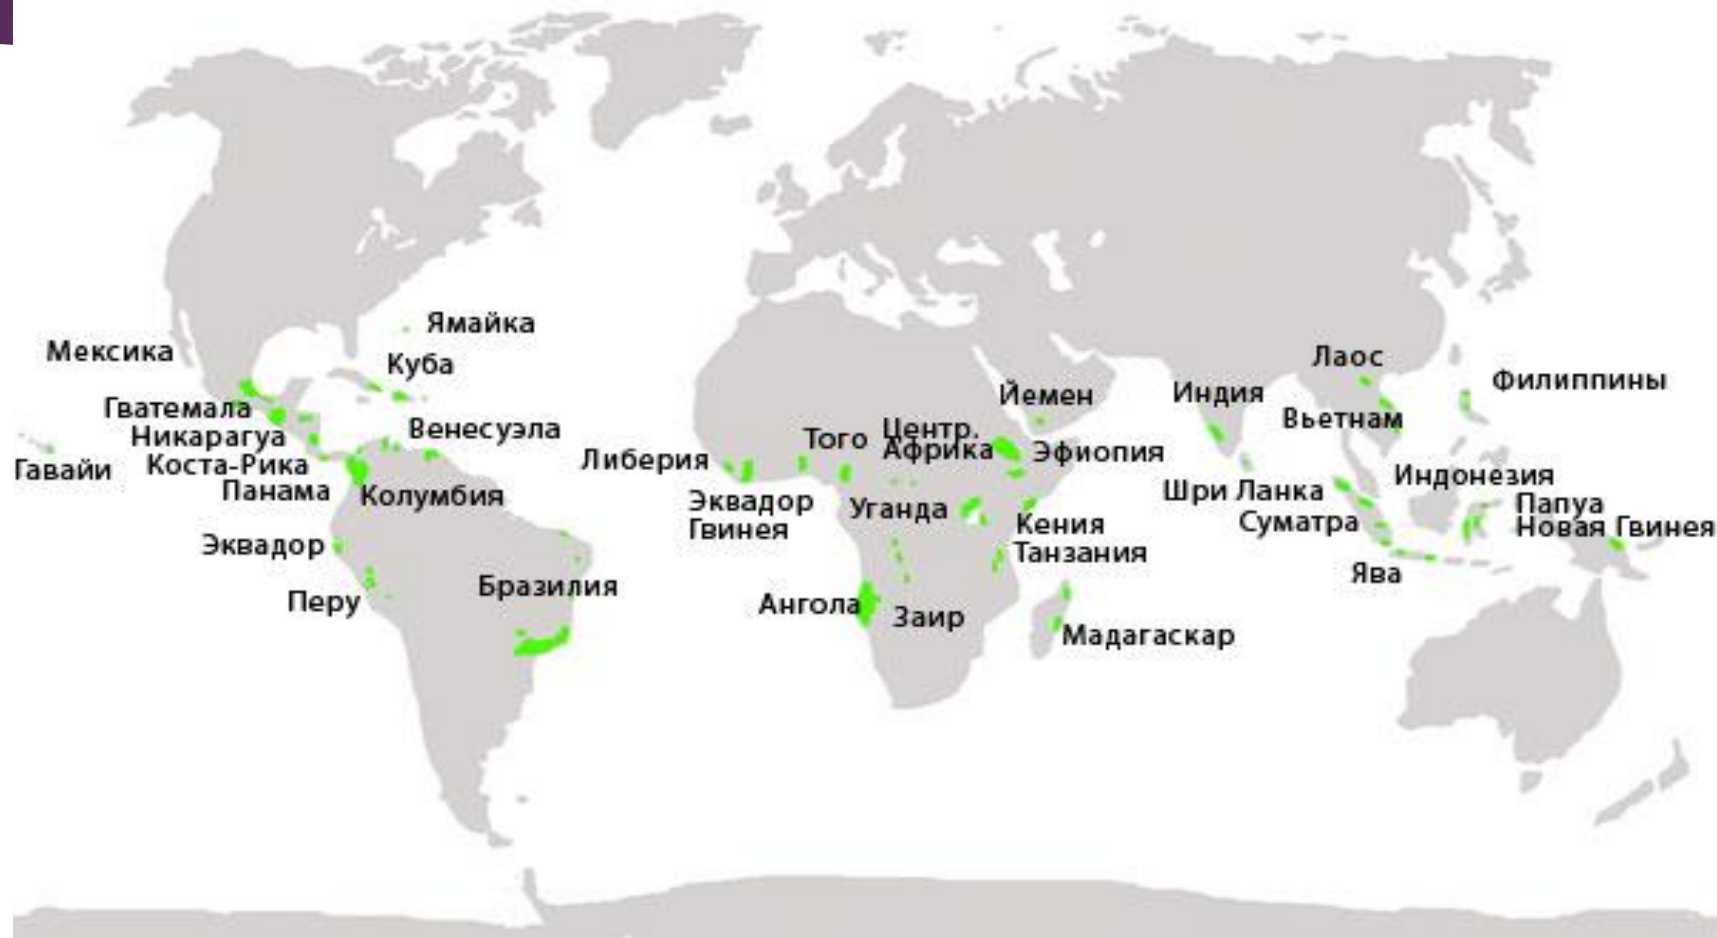 Ямайка
Мексика
Куба
Гватемала
Никарагуа
Венесуэла
Гавайи
Коста-Рика
Панама
Колумбия
Эквадор
Перу
Бразилия
Либерия
Того
Центр.
Африка
Йемен
Эфиопия
Эквадор
Гвинея
Уганда
Кения
Танзания
Ангола
Заир
Мадагаскар
Индия
Лаос
Вьетнам
Филиппины
Шри Ланка
Суматра
Индонезия
Папуа
Новая Гвинея
Ява